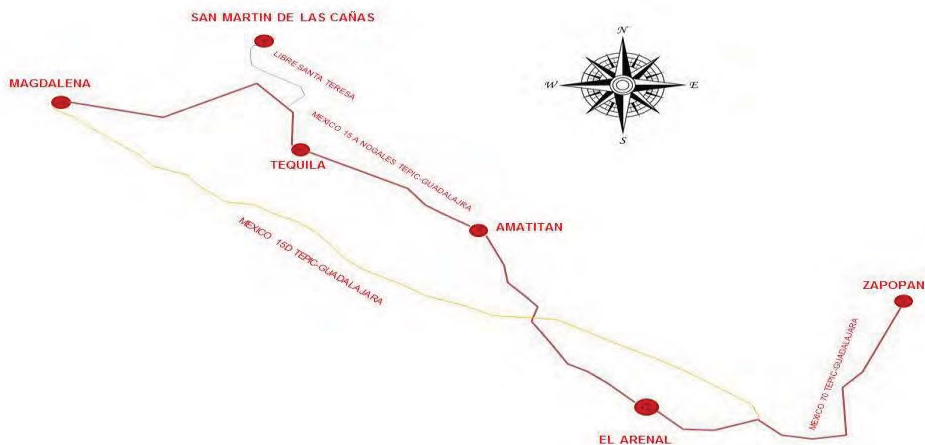 SAN MARTIN DE LAS CAÑAS
N
LIBRE SANTA TERESA
MAGDALENA
W
E
MEXICO 15 A NOGALES TEPIC-GUADALAJRA
S
TEQUILA
MEXICO 15D TEPIC-GUADALAJARA
AMATITAN
ZAPOPAN
MEXICO 70 TEPIC-GUADALAJARA
EL ARENAL